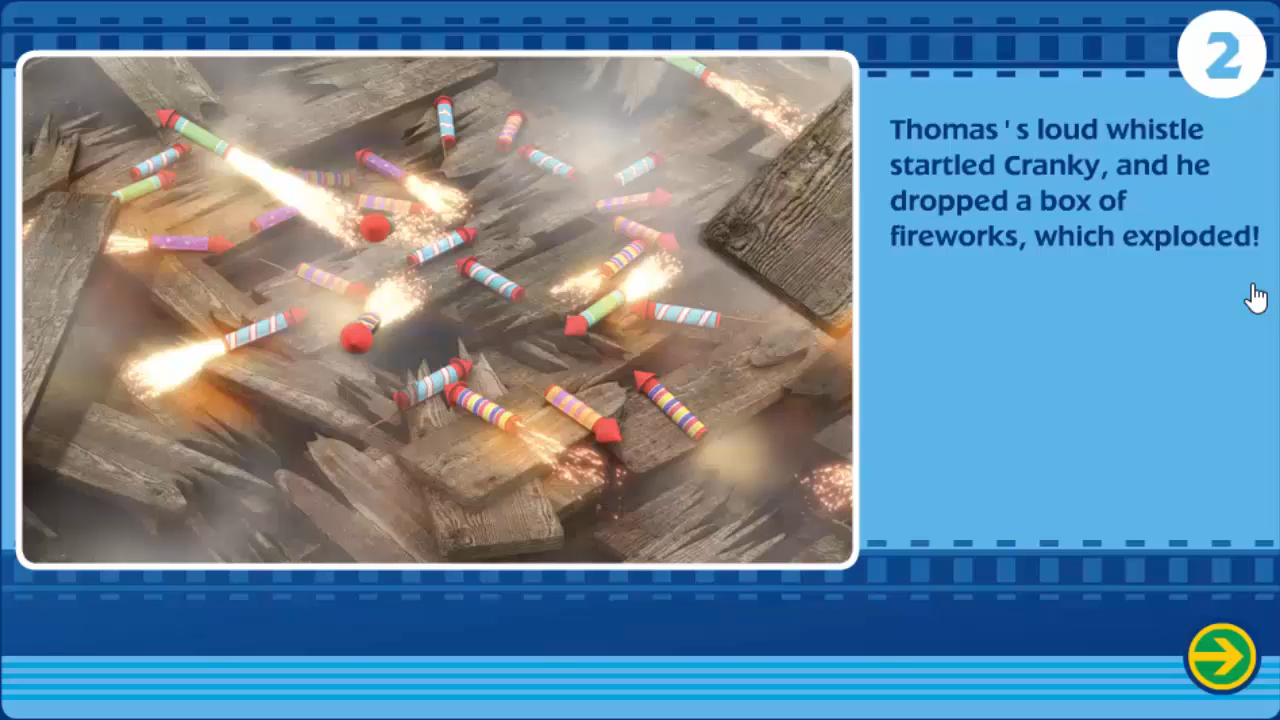 2
Thomas ' s loud whistle
startled Cranky, and he
dropped a box of
fireworks, which exploded!